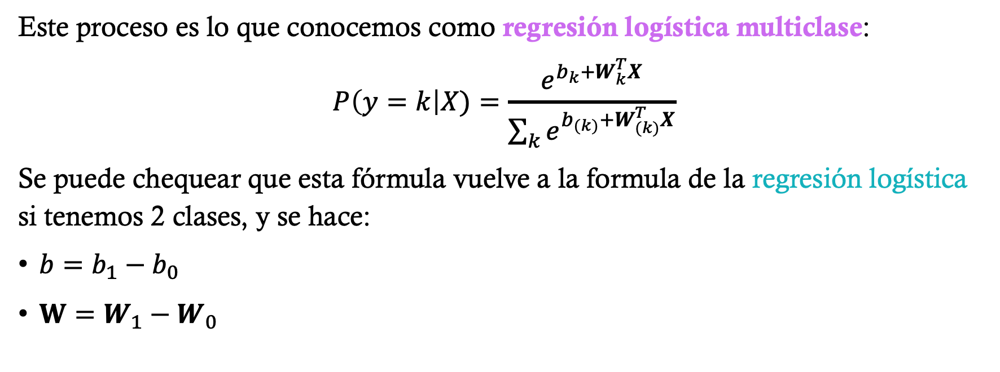 Este proceso es lo que conocemos como regresión logística multiclase:
$P(y = k|X) = \frac{e^{b_k + \boldsymbol{W}_k^T \boldsymbol{X}}}{\sum_k e^{b_{(k)} + \boldsymbol{W}_{(k)}^T \boldsymbol{X}}}$
Se puede chequear que esta fórmula vuelve a la formula de la regresión logística
si tenemos 2 clases, y se hace:
• $b = b_1 - b_0$
• $\mathbf{W} = \boldsymbol{W}_1 - \boldsymbol{W}_0$